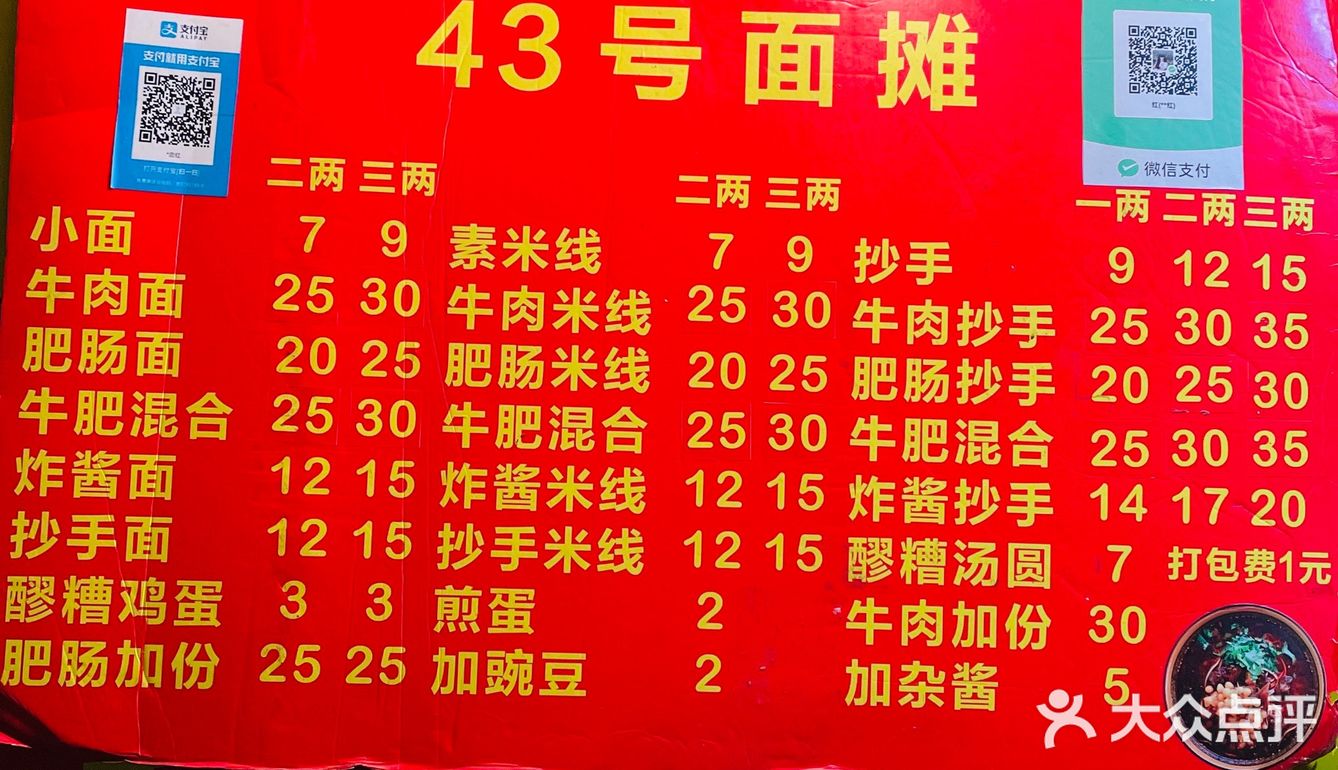 支付宝
ALIPAY
支付就用支付宝
打开支付宝[扫一扫]
43号面摊
微信支付
二两 三两
小面 7 9
牛肉面 25 30
肥肠面 20 25
牛肥混合 25 30
炸酱面 12 15
抄手面 12 15
醪糟鸡蛋 3 3
肥肠加份 25 25
二两 三两
素米线 7 9
牛肉米线 25 30
肥肠米线 20 25
牛肥混合 25 30
炸酱米线 12 15
抄手米线 12 15
煎蛋 2
加豌豆 2
一两 二两 三两
抄手 9 12 15
牛肉抄手 25 30 35
肥肠抄手 20 25 30
牛肥混合 25 30 35
炸酱抄手 14 17 20
醪糟汤圆 7 打包费1元
牛肉加份 30
加杂酱 5
大众点评